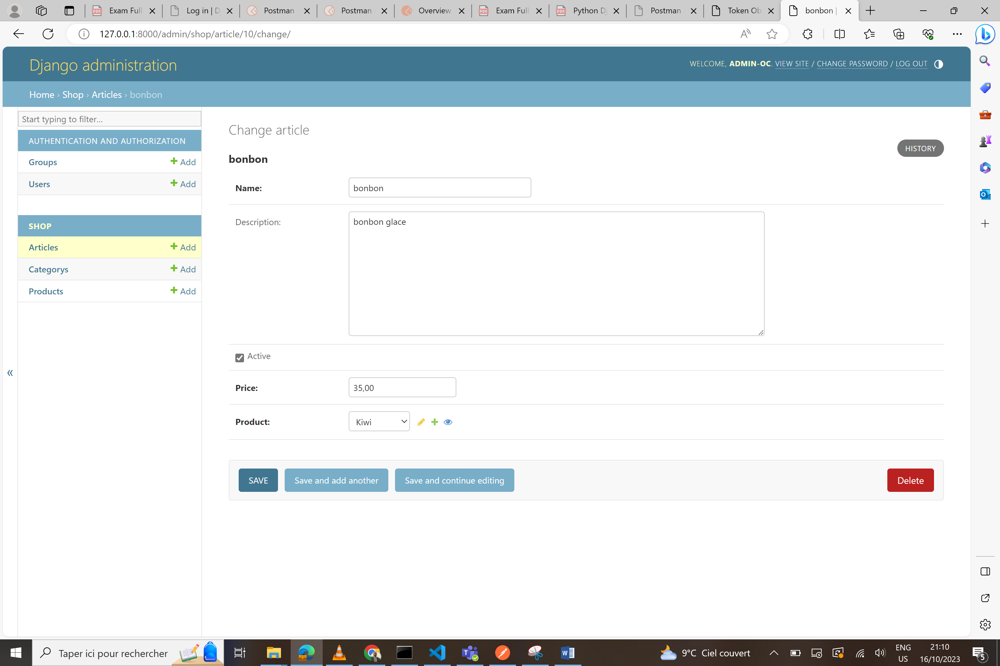 Exam Full
Log in | D
Postman
Postman
Overview
Exam Full
Python Dj
Postman
Token Ob
bonbon |
127.0.0.1:8000/admin/shop/article/10/change/
Django administration
WELCOME, ADMIN-OC. VIEW SITE / CHANGE PASSWORD / LOG OUT
Home › Shop › Articles › bonbon
Start typing to filter...
AUTHENTICATION AND AUTHORIZATION
Groups Add
Users Add
SHOP
Articles Add
Categorys Add
Products Add
«
Change article
HISTORY
bonbon
Name: bonbon
Description: bonbon glace
Active
Price: 35,00
Product: Kiwi
SAVE Save and add another Save and continue editing Delete
Taper ici pour rechercher
9°C Ciel couvert
ENG
US
21:10
16/10/2023
5